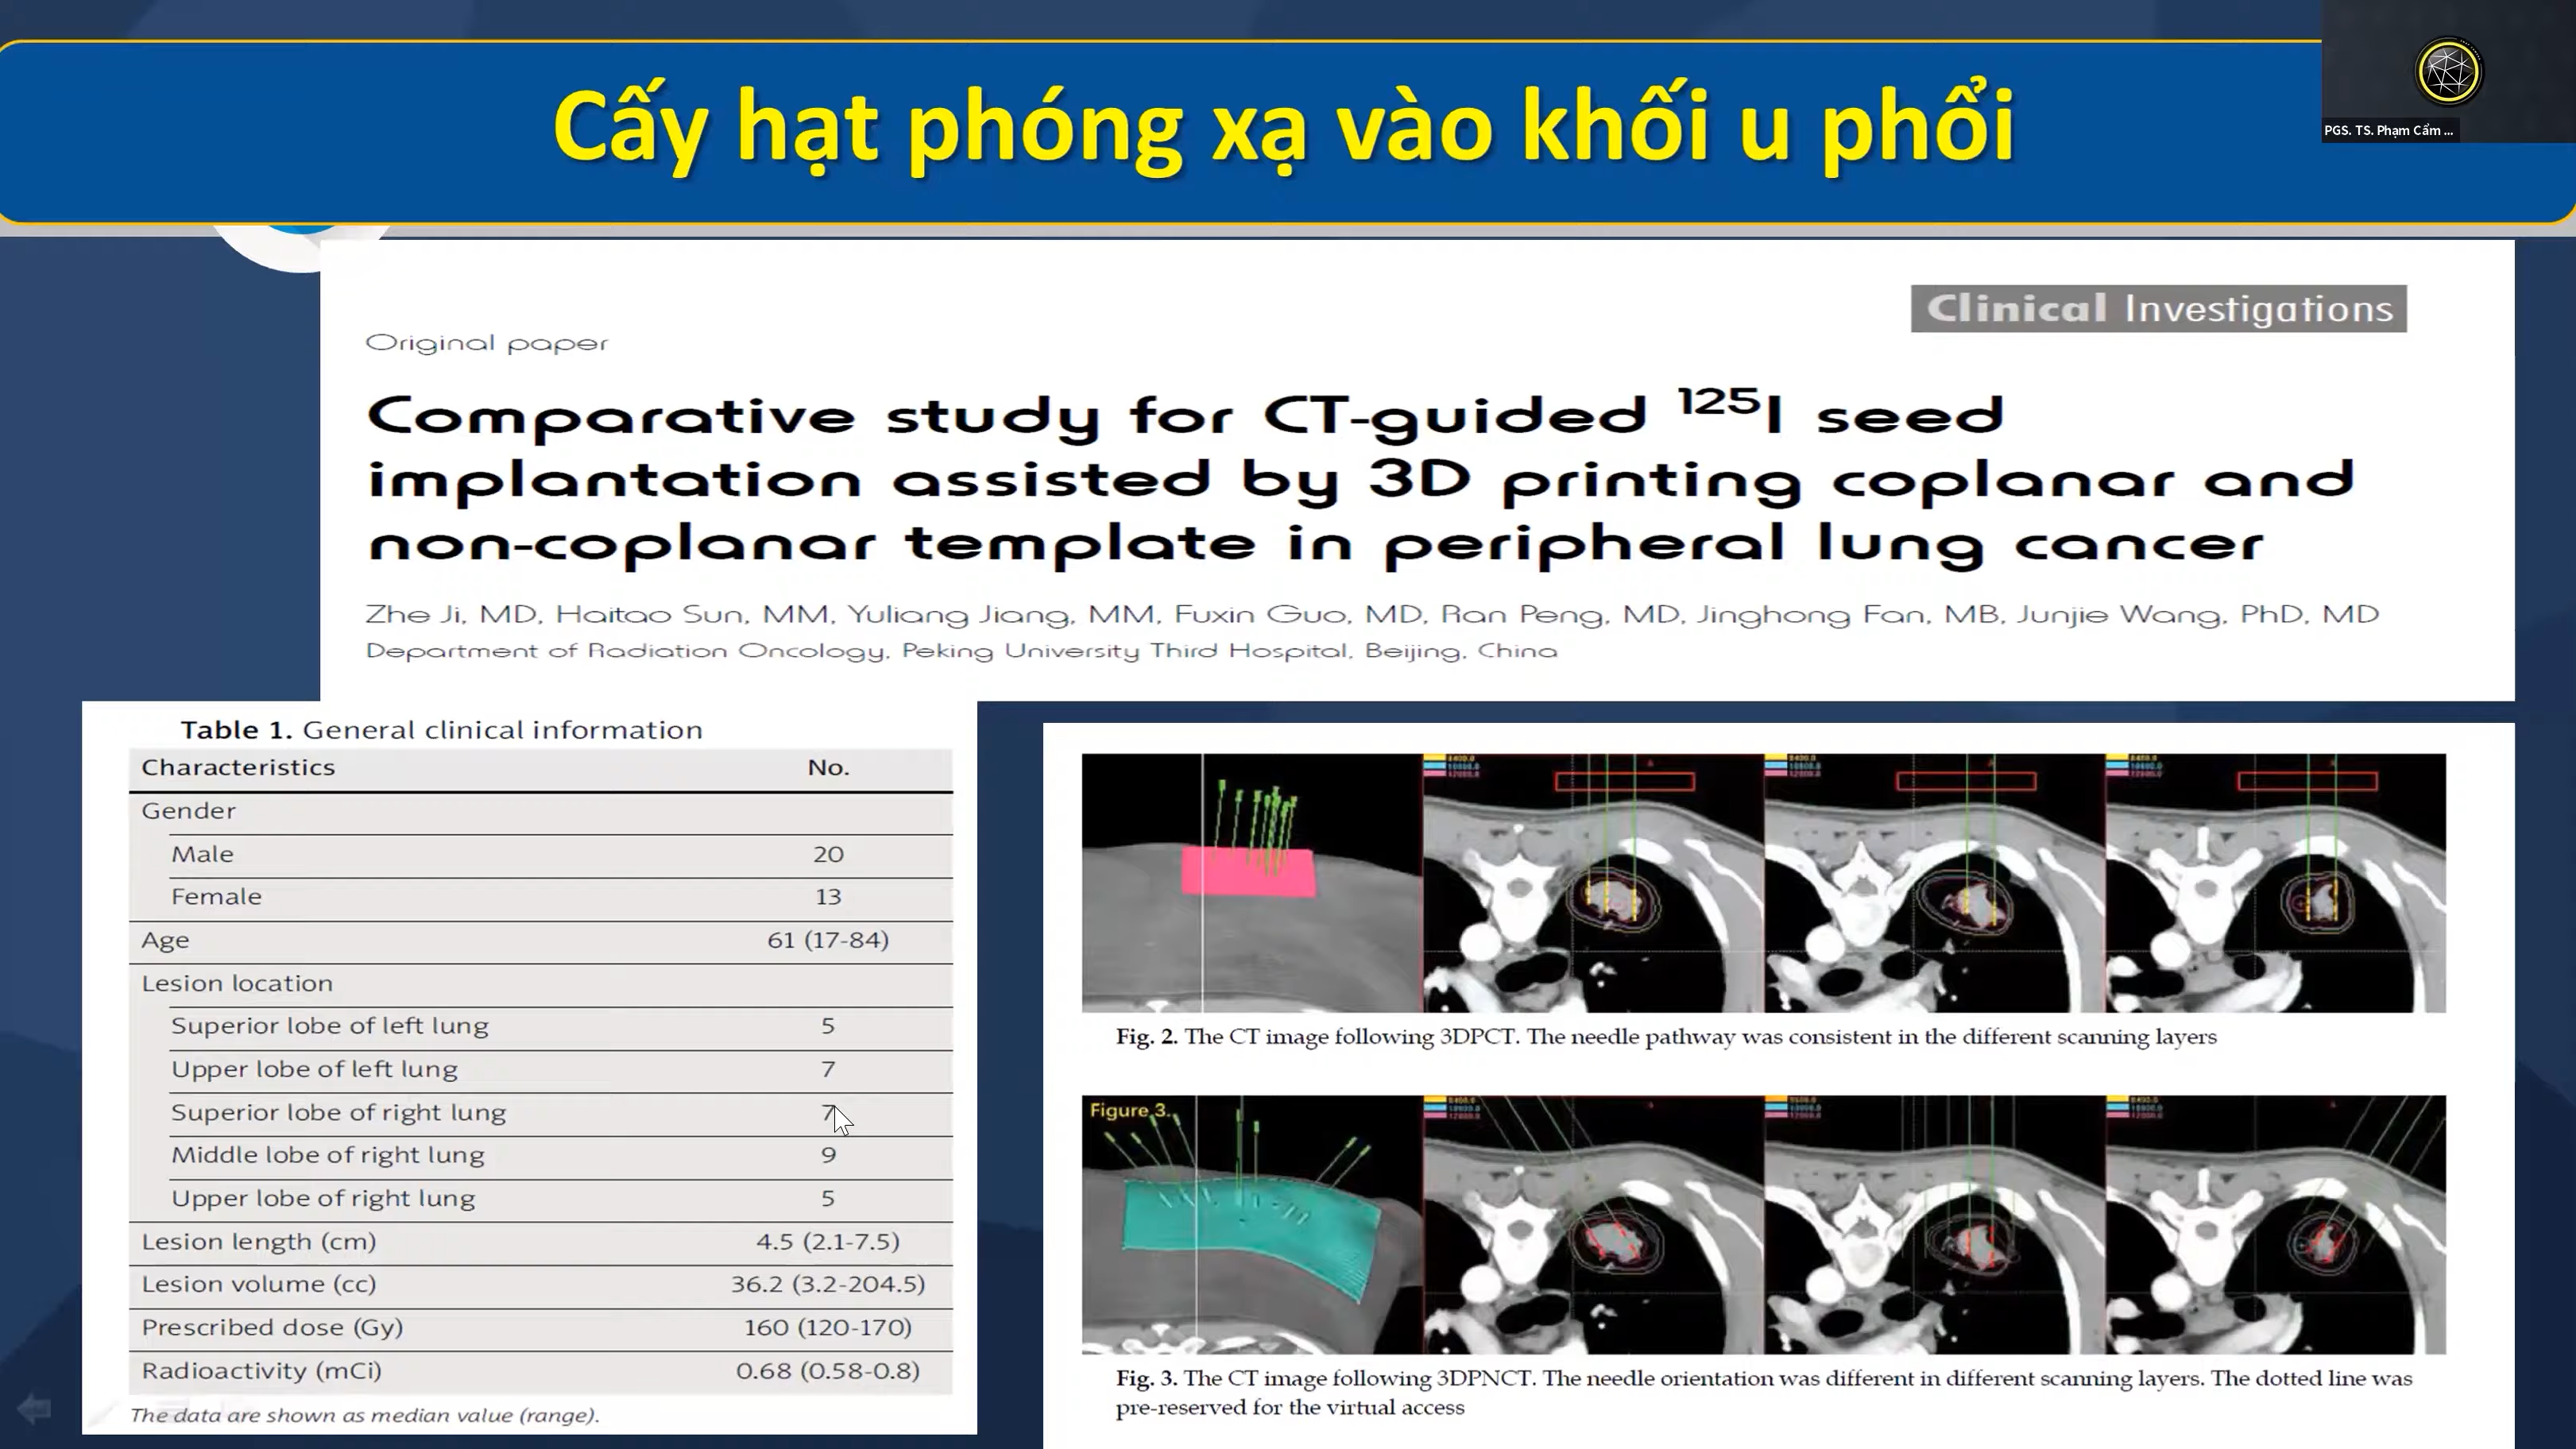 Cấy hạt phóng xạ vào khối u phổi
PGS. TS. Phạm Cẩm ...
Clinical Investigations
Original paper
Comparative study for CT-guided ¹²⁵I seed
implantation assisted by 3D printing coplanar and
non-coplanar template in peripheral lung cancer
Zhe Ji, MD, Haitao Sun, MM, Yuliang Jiang, MM, Fuxin Guo, MD, Ran Peng, MD, Jinghong Fan, MB, Junjie Wang, PhD, MD
Department of Radiation Oncology, Peking University Third Hospital, Beijing, China
Table 1. General clinical information
Characteristics No.
Gender
Male 20
Female 13
Age 61 (17-84)
Lesion location
Superior lobe of left lung 5
Upper lobe of left lung 7
Superior lobe of right lung 7
Middle lobe of right lung 9
Upper lobe of right lung 5
Lesion length (cm) 4.5 (2.1-7.5)
Lesion volume (cc) 36.2 (3.2-204.5)
Prescribed dose (Gy) 160 (120-170)
Radioactivity (mCi) 0.68 (0.58-0.8)
The data are shown as median value (range).
Fig. 2. The CT image following 3DPCT. The needle pathway was consistent in the different scanning layers
Figure 3.
Fig. 3. The CT image following 3DPNCT. The needle orientation was different in different scanning layers. The dotted line was
pre-reserved for the virtual access